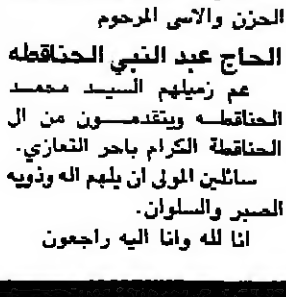 الحزن والاسى المرحوم
الحاج عبد النبي الحناقطه
عم زميلهم السيد محمد
الحناقطه ويتقدمون من ال
الحناقطة الكرام باحر التعازي.
سائلين المولى ان يلهم اله وذويه
الصبر والسلوان.
انا لله وانا اليه راجعون